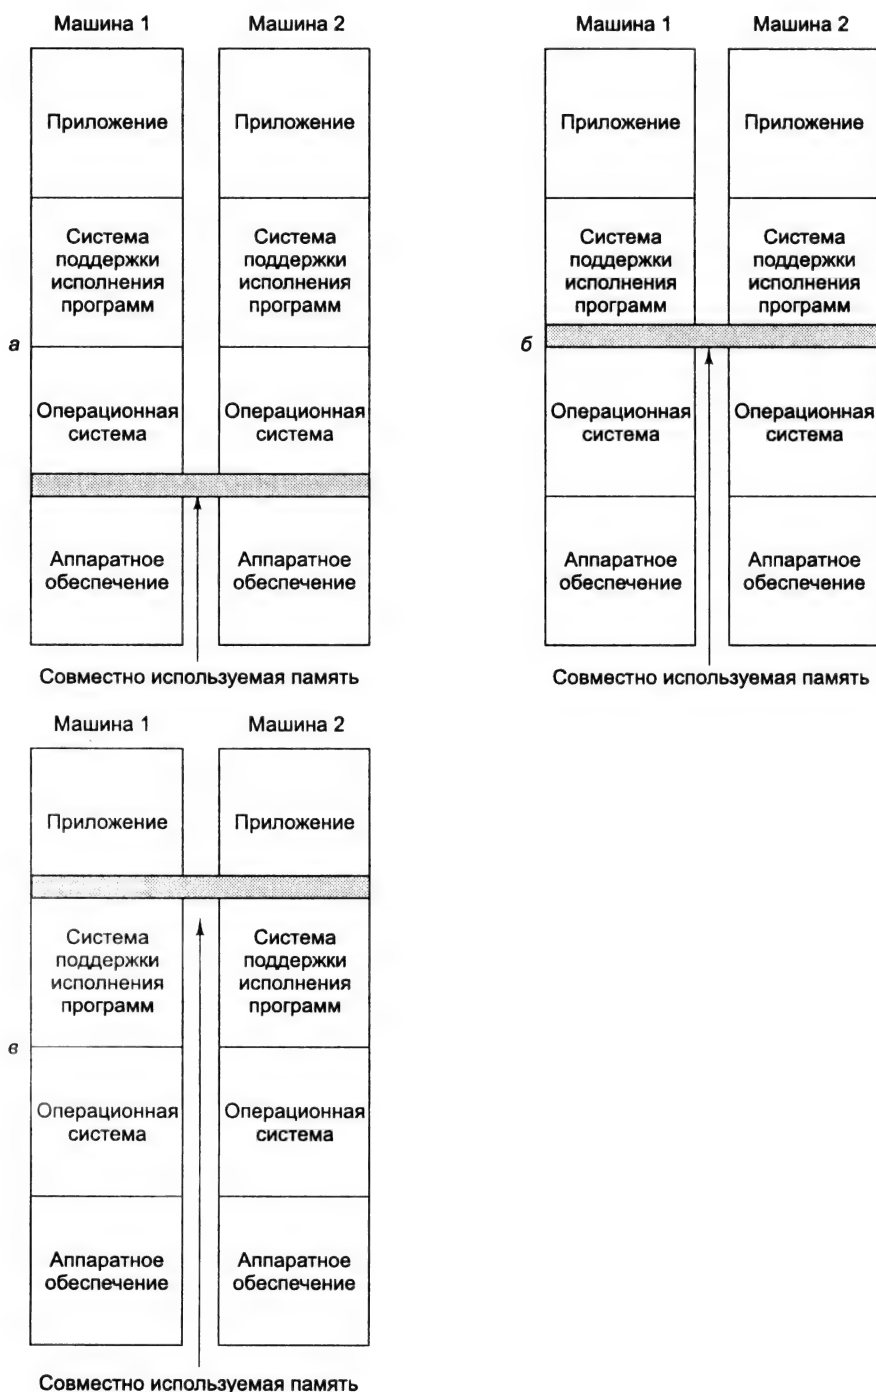 Машина 1 Машина 2
Приложение Приложение
Система Система
поддержки поддержки
исполнения исполнения
программ программ
а
Операционная Операционная
система система
Аппаратное Аппаратное
обеспечение обеспечение
Совместно используемая память
Машина 1 Машина 2
Приложение Приложение
Система Система
поддержки поддержки
исполнения исполнения
программ программ
б
Операционная Операционная
система система
Аппаратное Аппаратное
обеспечение обеспечение
Совместно используемая память
Машина 1 Машина 2
Приложение Приложение
Система Система
поддержки поддержки
исполнения исполнения
программ программ
в
Операционная Операционная
система система
Аппаратное Аппаратное
обеспечение обеспечение
Совместно используемая память